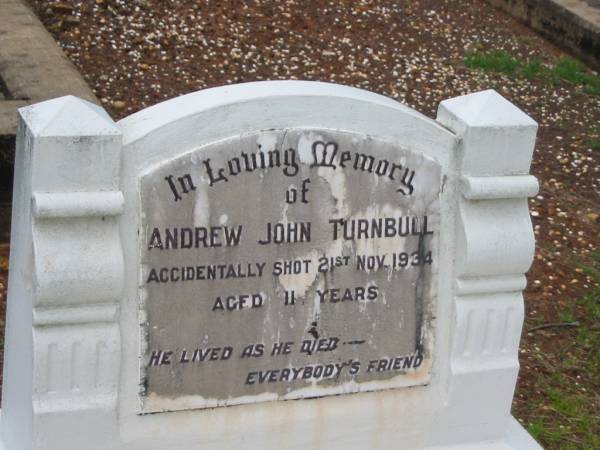 In Loving Memory
of
ANDREW JOHN TURNBULL
ACCIDENTALLY SHOT 21ST NOV. 1934
AGED 11 YEARS
HE LIVED AS HE DIED —
EVERYBODY'S FRIEND